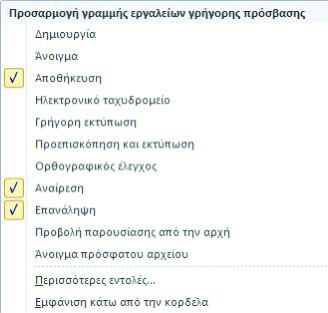 Προσαρμογή γραμμής εργαλείων γρήγορης πρόσβασης
Δημιουργία
Άνοιγμα
Αποθήκευση
Ηλεκτρονικό ταχυδρομείο
Γρήγορη εκτύπωση
Προεπισκόπηση και εκτύπωση
Ορθογραφικός έλεγχος
Αναίρεση
Επανάληψη
Προβολή παρουσίασης από την αρχή
Άνοιγμα πρόσφατου αρχείου
Περισσότερες εντολές...
Εμφάνιση κάτω από την κορδέλα